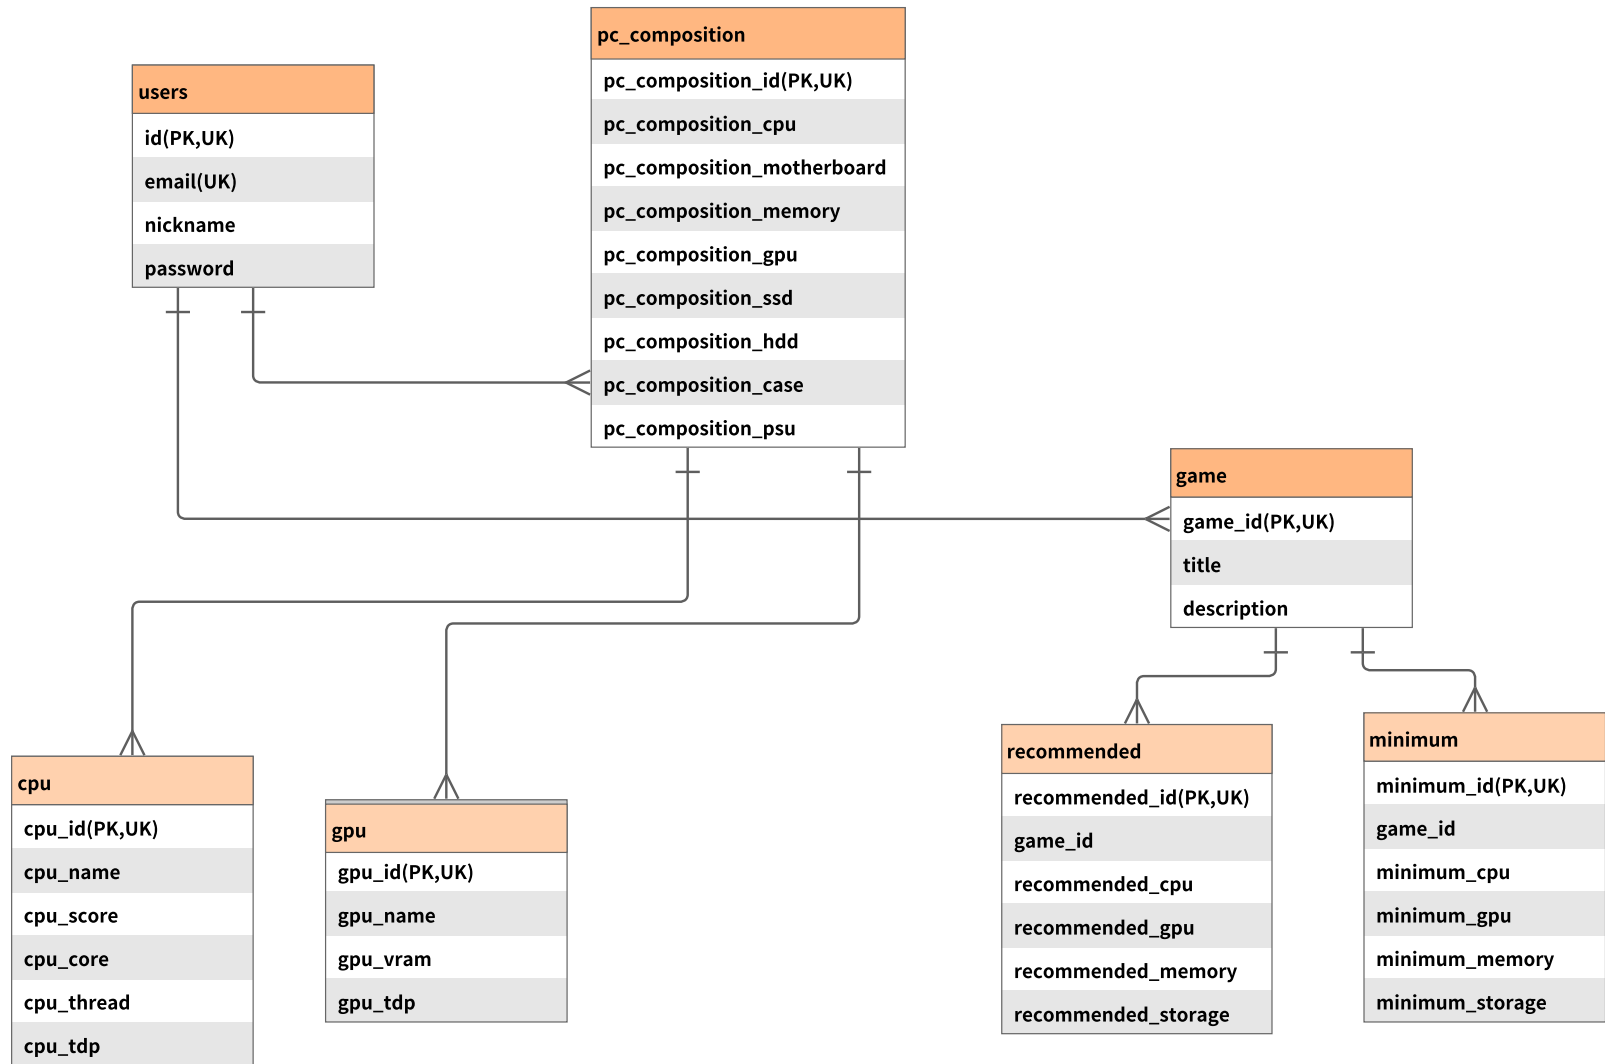 users
id(PK,UK)
email(UK)
nickname
password
pc_composition
pc_composition_id(PK,UK)
pc_composition_cpu
pc_composition_motherboard
pc_composition_memory
pc_composition_gpu
pc_composition_ssd
pc_composition_hdd
pc_composition_case
pc_composition_psu
game
game_id(PK,UK)
title
description
cpu
cpu_id(PK,UK)
cpu_name
cpu_score
cpu_core
cpu_thread
cpu_tdp
gpu
gpu_id(PK,UK)
gpu_name
gpu_vram
gpu_tdp
recommended
recommended_id(PK,UK)
game_id
recommended_cpu
recommended_gpu
recommended_memory
recommended_storage
minimum
minimum_id(PK,UK)
game_id
minimum_cpu
minimum_gpu
minimum_memory
minimum_storage